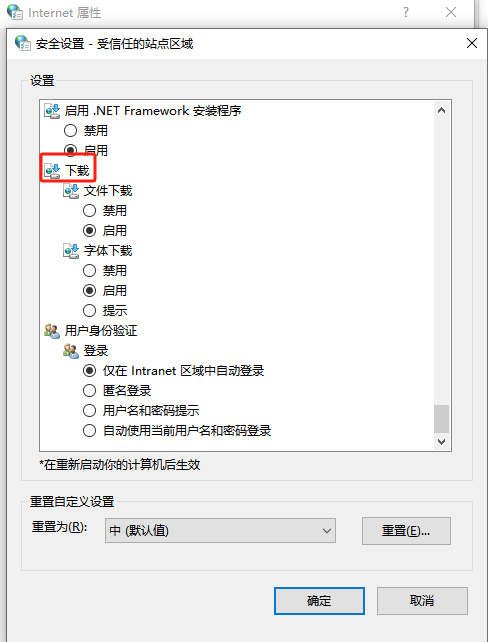 Internet 属性
?
安全设置 - 受信任的站点区域
设置
启用 .NET Framework 安装程序
禁用
启用
下载
文件下载
禁用
启用
字体下载
禁用
启用
提示
用户身份验证
登录
仅在 Intranet 区域中自动登录
匿名登录
用户名和密码提示
自动使用当前用户名和密码登录
*在重新启动你的计算机后生效
重置自定义设置
重置为(R): 中 (默认值) 重置(E)...
确定 取消